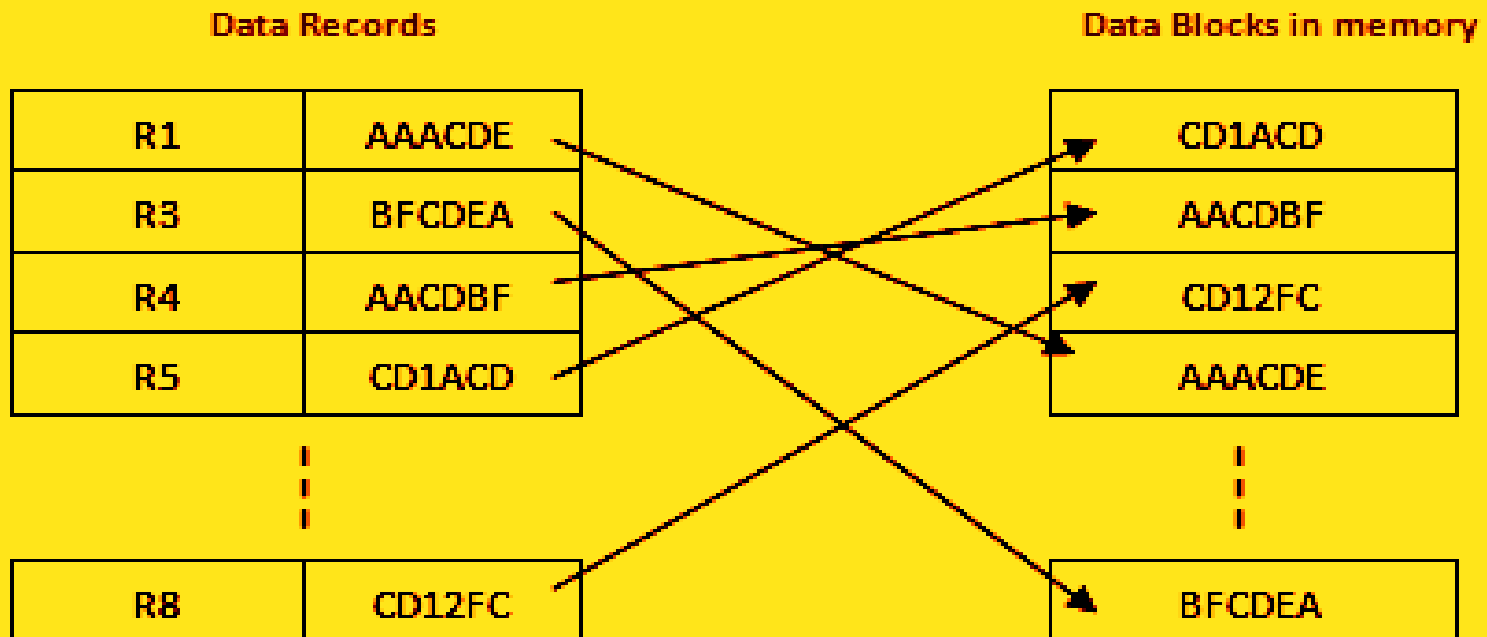 Data Records Data Blocks in memory
R1 AAACDE CD1ACD
R3 BFCDEA AACDBF
R4 AACDBF CD12FC
R5 CD1ACD AAACDE
R8 CD12FC BFCDEA